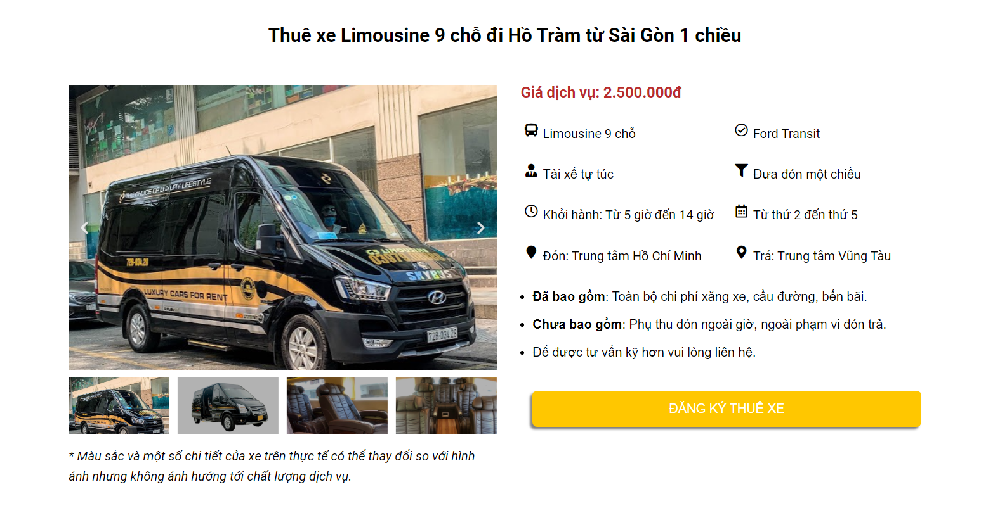 Thuê xe Limousine 9 chỗ đi Hồ Tràm từ Sài Gòn 1 chiều
THE CHOICE OF LUXURY LIFESTYLE
72B-034.28
LUXURY CARS FOR RENT
GS LIMOUSINE
SKYBUS
72B-034.28
* Màu sắc và một số chi tiết của xe trên thực tế có thể thay đổi so với hình
ảnh nhưng không ảnh hưởng tới chất lượng dịch vụ.
Giá dịch vụ: 2.500.000đ
Limousine 9 chỗ
Ford Transit
Tài xế tự túc
Đưa đón một chiều
Khởi hành: Từ 5 giờ đến 14 giờ
Từ thứ 2 đến thứ 5
Đón: Trung tâm Hồ Chí Minh
Trả: Trung tâm Vũng Tàu
Đã bao gồm: Toàn bộ chi phí xăng xe, cầu đường, bến bãi.
Chưa bao gồm: Phụ thu đón ngoài giờ, ngoài phạm vi đón trả.
Để được tư vấn kỹ hơn vui lòng liên hệ.
ĐĂNG KÝ THUÊ XE